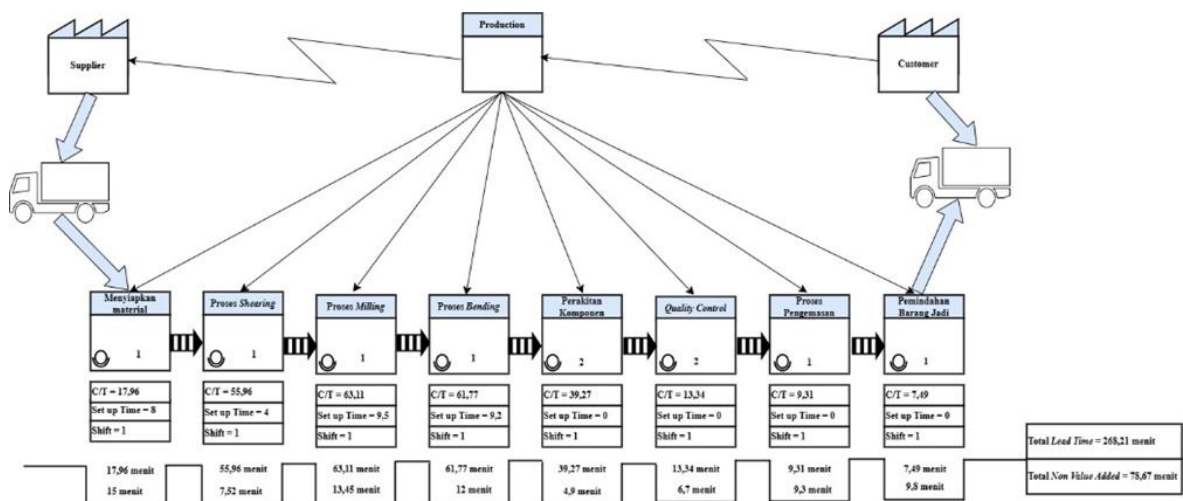 Supplier
Production
Customer
Menyiapkan
material
1
Proses Shearing
1
Proses Milling
1
Proses Bending
1
Perakitan
Komponen
2
Quality Control
2
Proses
Pengemasan
1
Pemindahan
Barang Jadi
1
C/T = 17,96
Set up Time = 8
Shift = 1
C/T = 55,96
Set up Time = 4
Shift = 1
C/T = 63,11
Set up Time = 9,5
Shift = 1
C/T = 61,77
Set up Time = 9,2
Shift = 1
C/T = 39,27
Set up Time = 0
Shift = 1
C/T = 13,34
Set up Time = 0
Shift = 1
C/T = 9,31
Set up Time = 0
Shift = 1
C/T = 7,49
Set up Time = 0
Shift = 1
17,96 menit
15 menit
55,96 menit
7,52 menit
63,11 menit
13,45 menit
61,77 menit
12 menit
39,27 menit
4,9 menit
13,34 menit
6,7 menit
9,31 menit
9,3 menit
7,49 menit
9,8 menit
Total Lead Time = 268,21 menit
Total Non Value Added = 78,67 menit